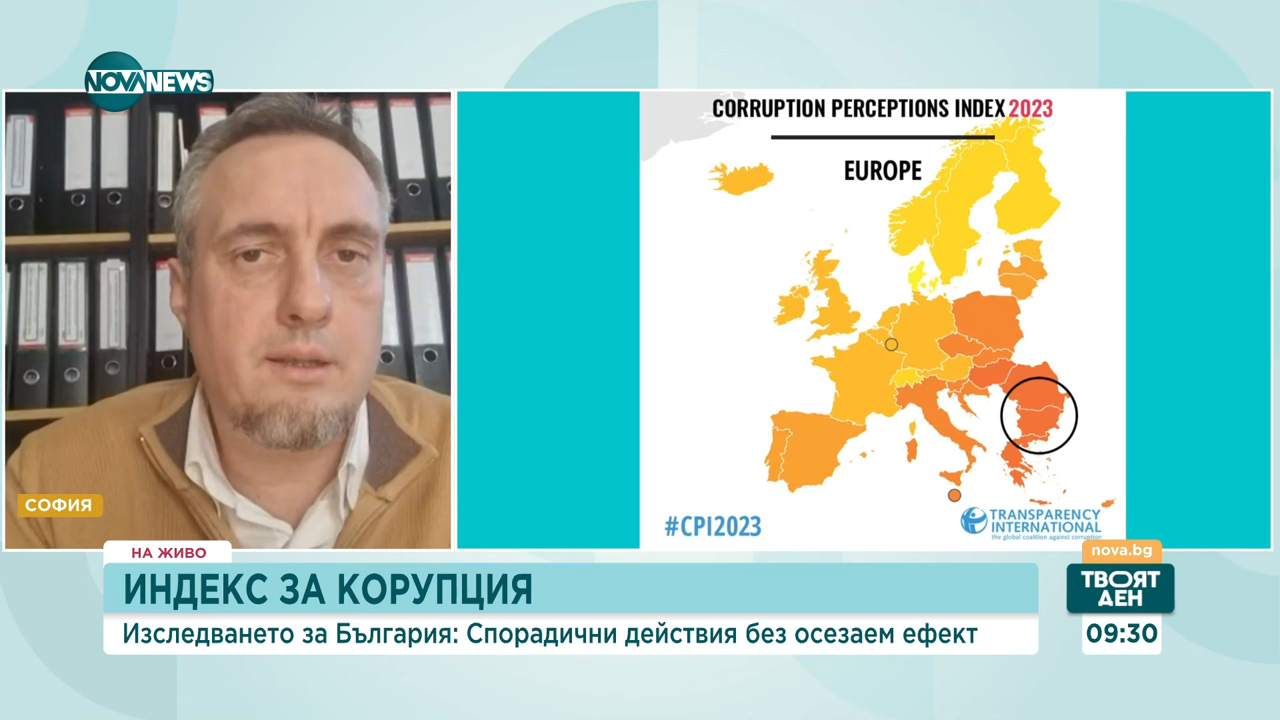 NOVA NEWS
CORRUPTION PERCEPTIONS INDEX 2023
EUROPE
СОФИЯ
#CPI2023
TRANSPARENCY
INTERNATIONAL
the global coalition against corruption
НА ЖИВО
ИНДЕКС ЗА КОРУПЦИЯ
Изследването за България: Спорадични действия без осезаем ефект
nova.bg
ТВОЯТ
ДЕН
09:30